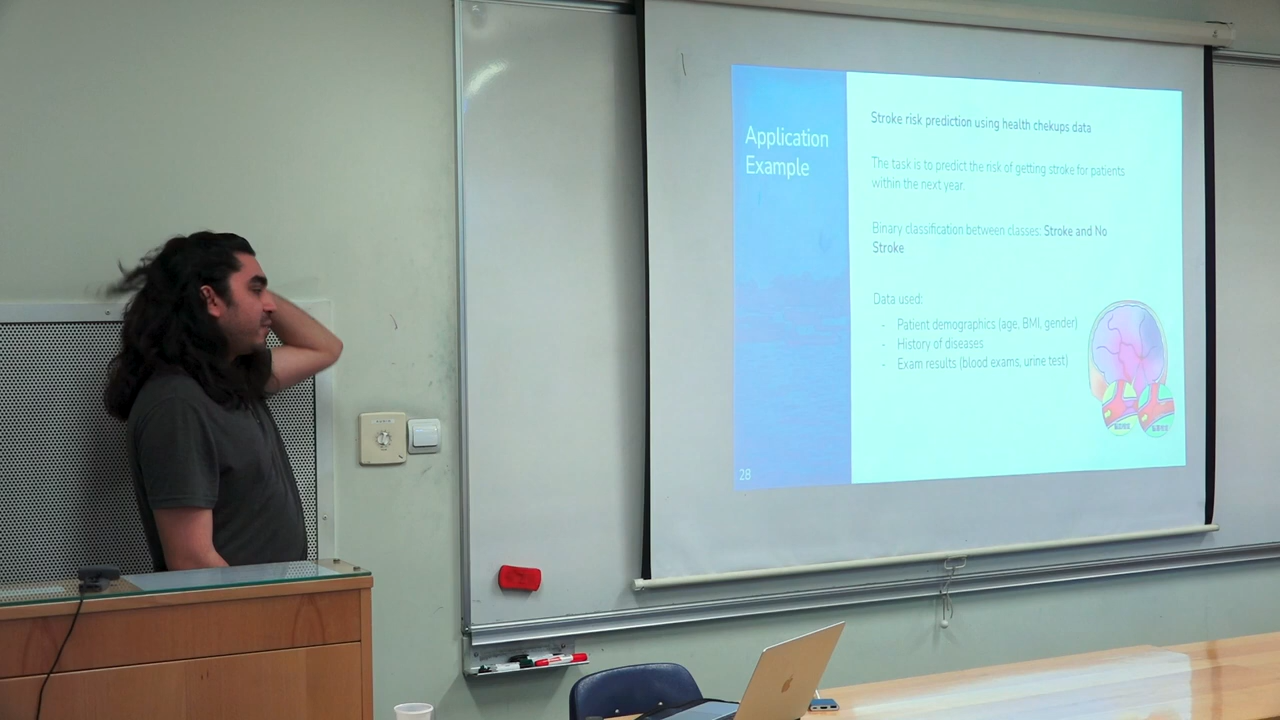 Application
Example
Stroke risk prediction using health chekups data
The task is to predict the risk of getting stroke for patients
within the next year.
Binary classification between classes: Stroke and No
Stroke
Data used:
- Patient demographics (age, BMI, gender)
- History of diseases
- Exam results (blood exams, urine test)
28